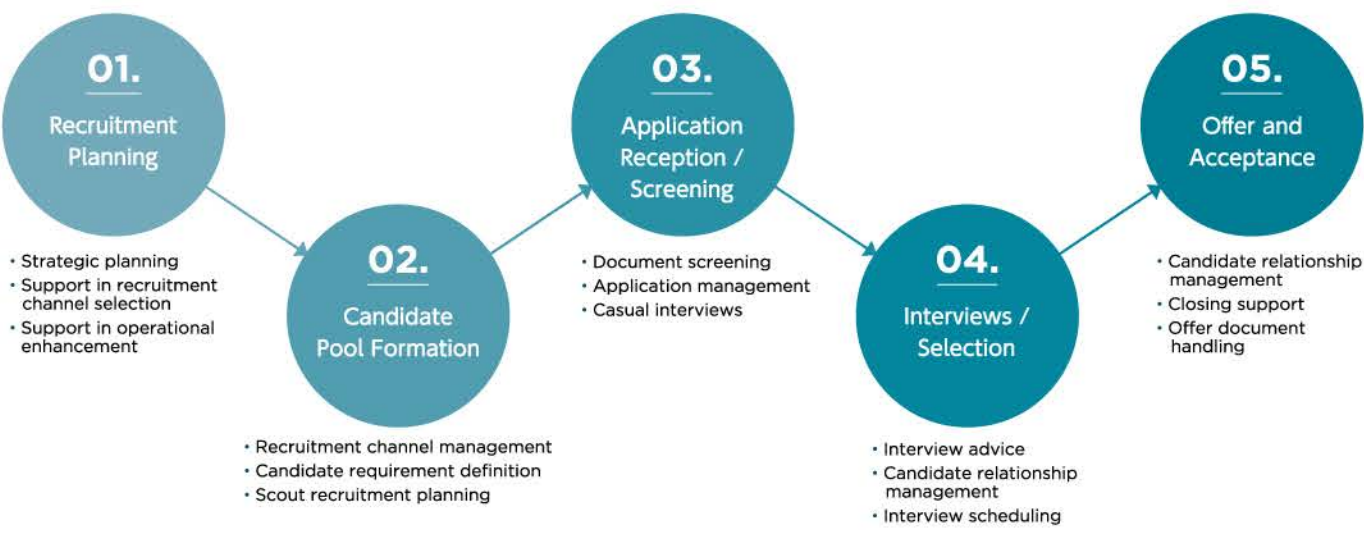 01.
Recruitment
Planning
• Strategic planning
• Support in recruitment
channel selection
• Support in operational
enhancement
02.
Candidate
Pool Formation
• Recruitment channel management
• Candidate requirement definition
• Scout recruitment planning
03.
Application
Reception /
Screening
• Document screening
• Application management
• Casual interviews
04.
Interviews /
Selection
• Interview advice
• Candidate relationship
management
• Interview scheduling
05.
Offer and
Acceptance
• Candidate relationship
management
• Closing support
• Offer document
handling